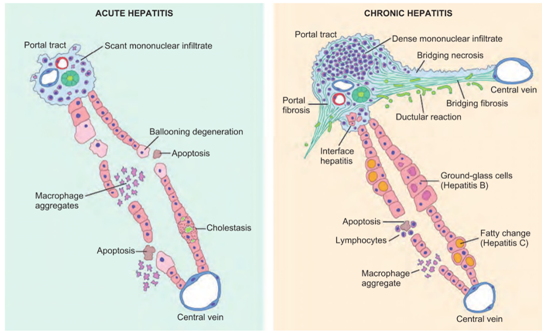 ACUTE HEPATITIS
Portal tract
Scant mononuclear infiltrate
Ballooning degeneration
Apoptosis
Macrophage
aggregates
Cholestasis
Apoptosis
Central vein
CHRONIC HEPATITIS
Portal tract
Dense mononuclear infiltrate
Bridging necrosis
Central vein
Bridging fibrosis
Portal
fibrosis
Ductular reaction
Interface
hepatitis
Ground-glass cells
(Hepatitis B)
Apoptosis
Lymphocytes
Fatty change
(Hepatitis C)
Macrophage
aggregate
Central vein